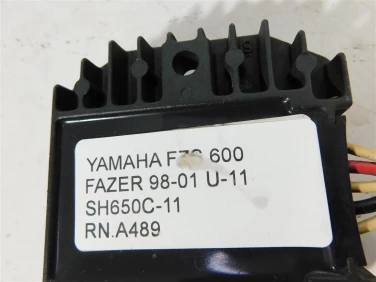 YAMAHA FZS 600
FAZER 98-01 U-11
SH650C-11
RN.A489